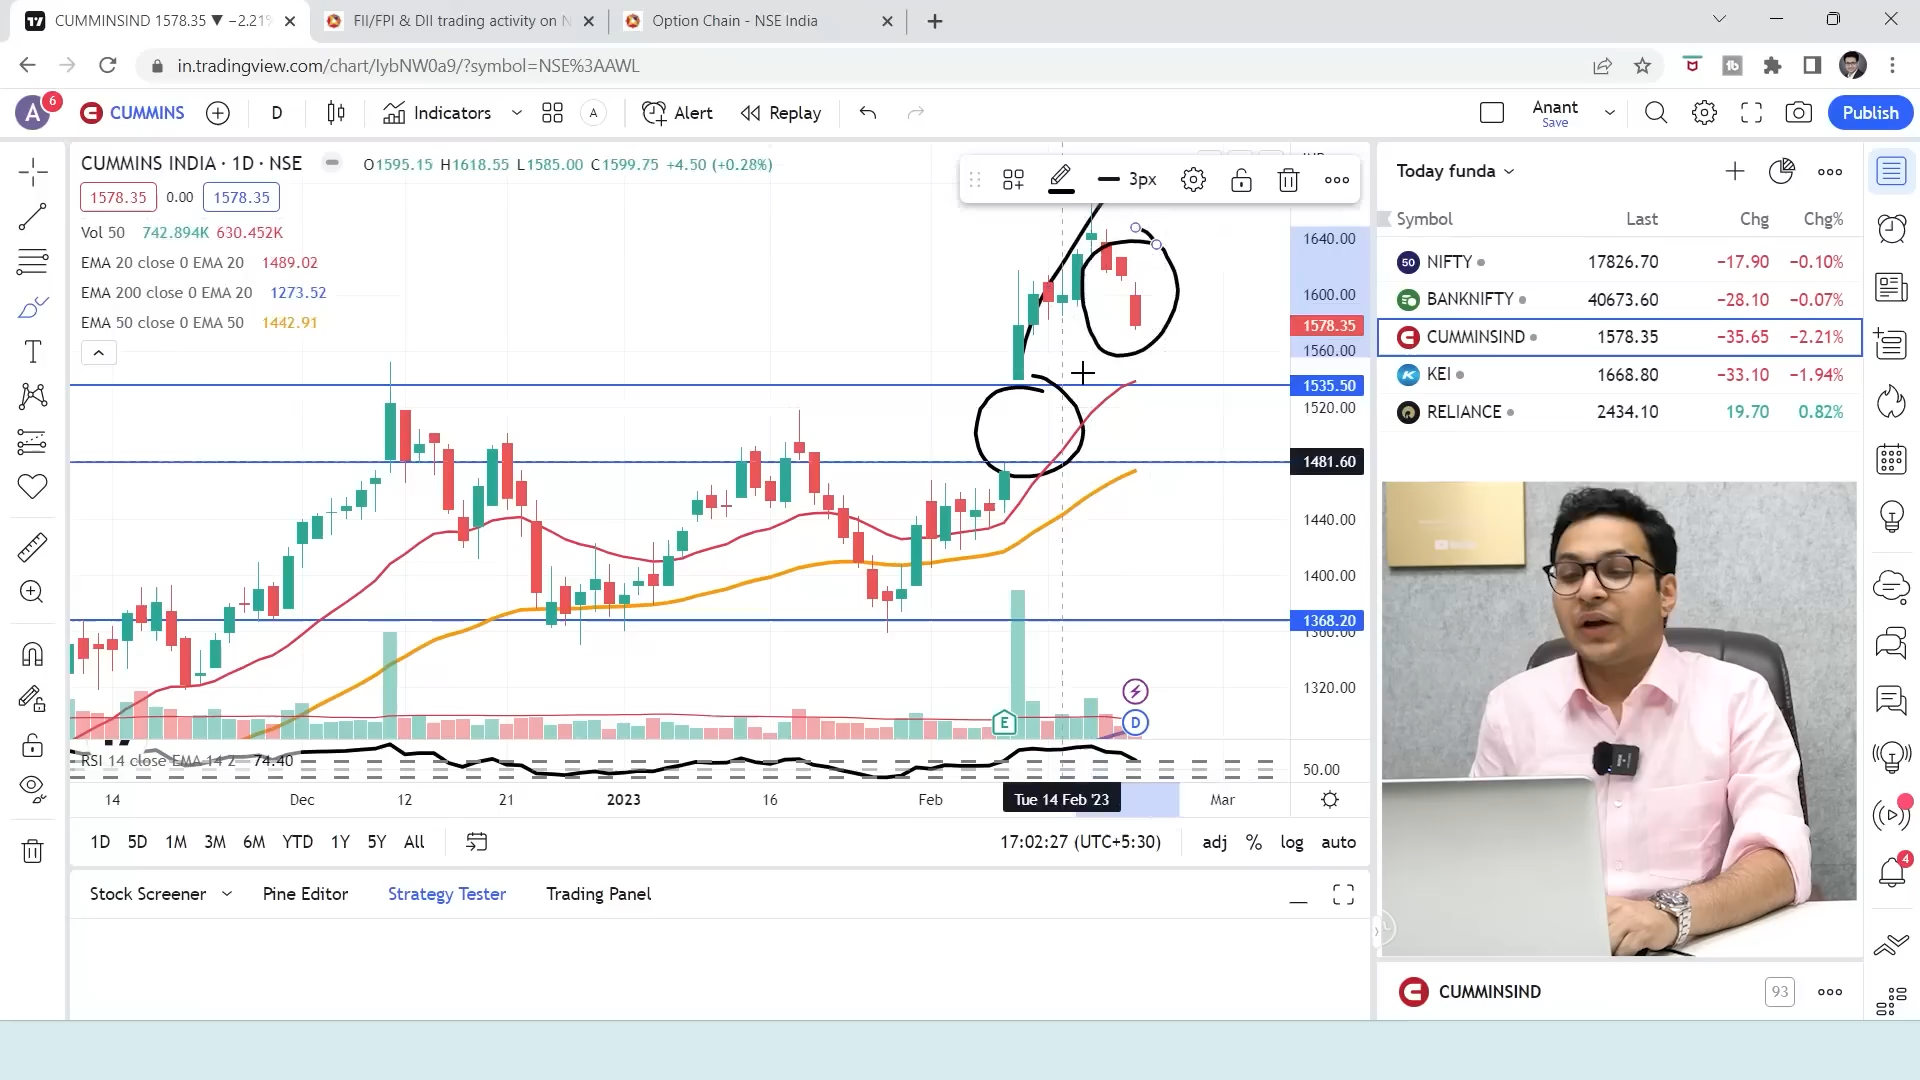 CUMMINSIND 1578.35 ▼ −2.21%
FII/FPI & DII trading activity on N
Option Chain - NSE India
in.tradingview.com/chart/IybNW0a9/?symbol=NSE%3AAWL
A 6 CUMMINS D Indicators A Alert Replay Anant Save Publish
CUMMINS INDIA · 1D · NSE O1595.15 H1618.55 L1585.00 C1599.75 +4.50 (+0.28%)
3px
1578.35 0.00 1578.35
Vol 50 742.894K 630.452K
EMA 20 close 0 EMA 20 1489.02
EMA 200 close 0 EMA 20 1273.52
EMA 50 close 0 EMA 50 1442.91
1640.00
1600.00
1578.35
1560.00
1535.50
1520.00
1481.60
1440.00
1400.00
1368.20
1360.00
1320.00
E D
RSI 14 close EMA 14 2 74.40
50.00
14 Dec 12 21 2023 16 Feb Tue 14 Feb '23 Mar
1D 5D 1M 3M 6M YTD 1Y 5Y All 17:02:27 (UTC+5:30) adj % log auto
Stock Screener Pine Editor Strategy Tester Trading Panel
Today funda
Symbol Last Chg Chg%
50 NIFTY 17826.70 −17.90 −0.10%
BANKNIFTY 40673.60 −28.10 −0.07%
CUMMINSIND 1578.35 −35.65 −2.21%
KEI 1668.80 −33.10 −1.94%
RELIANCE 2434.10 19.70 0.82%
CUMMINSIND 93
4